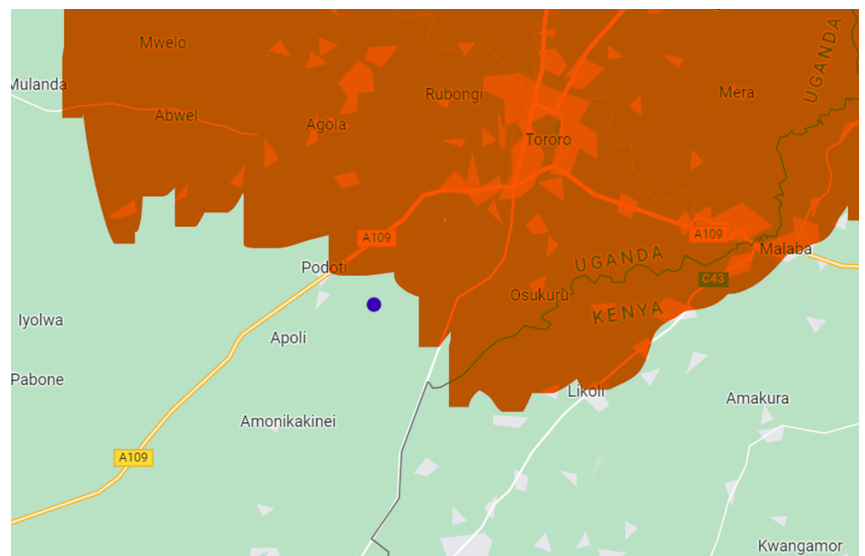 Mwelo
UGANDA
Mulanda
Rubongi
Mera
Abwel
Agola
Tororo
A109
A109
Malaba
UGANDA
Podoti
C43
Osukuru
KENYA
Iyolwa
Apoli
Pabone
Likoli
Amakura
Amonikakinei
A109
Kwangamor